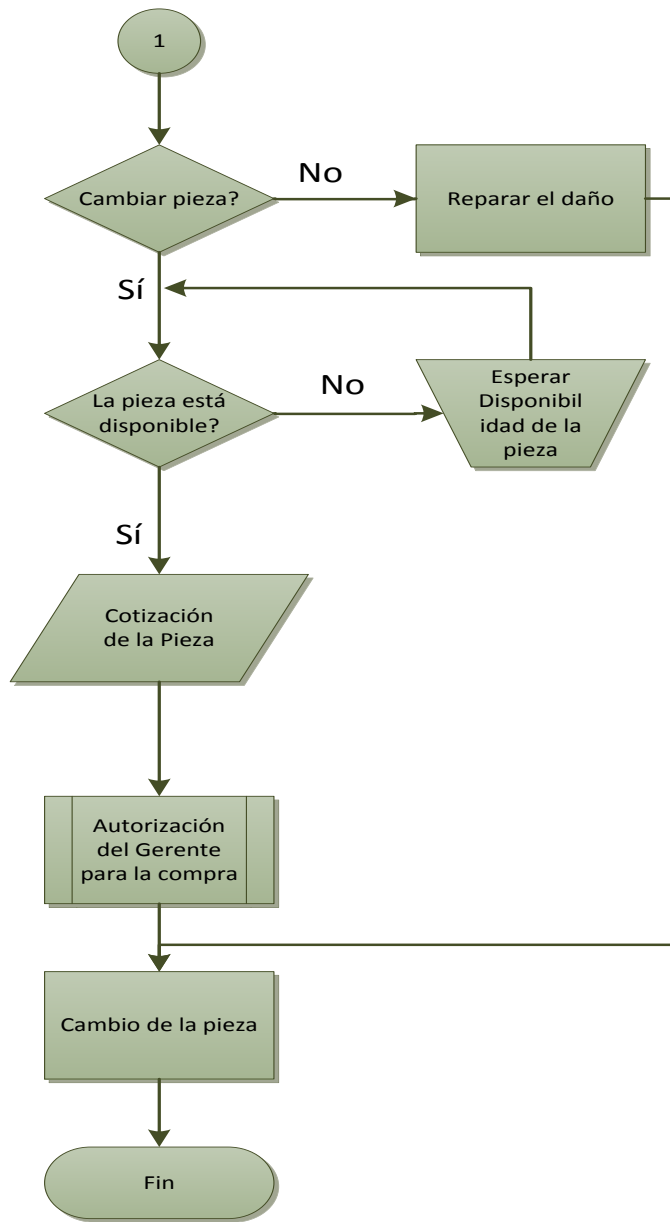 1
Cambiar pieza?
No
Reparar el daño
Sí
La pieza está
disponible?
No
Esperar
Disponibil
idad de la
pieza
Sí
Cotización
de la Pieza
Autorización
del Gerente
para la compra
Cambio de la pieza
Fin